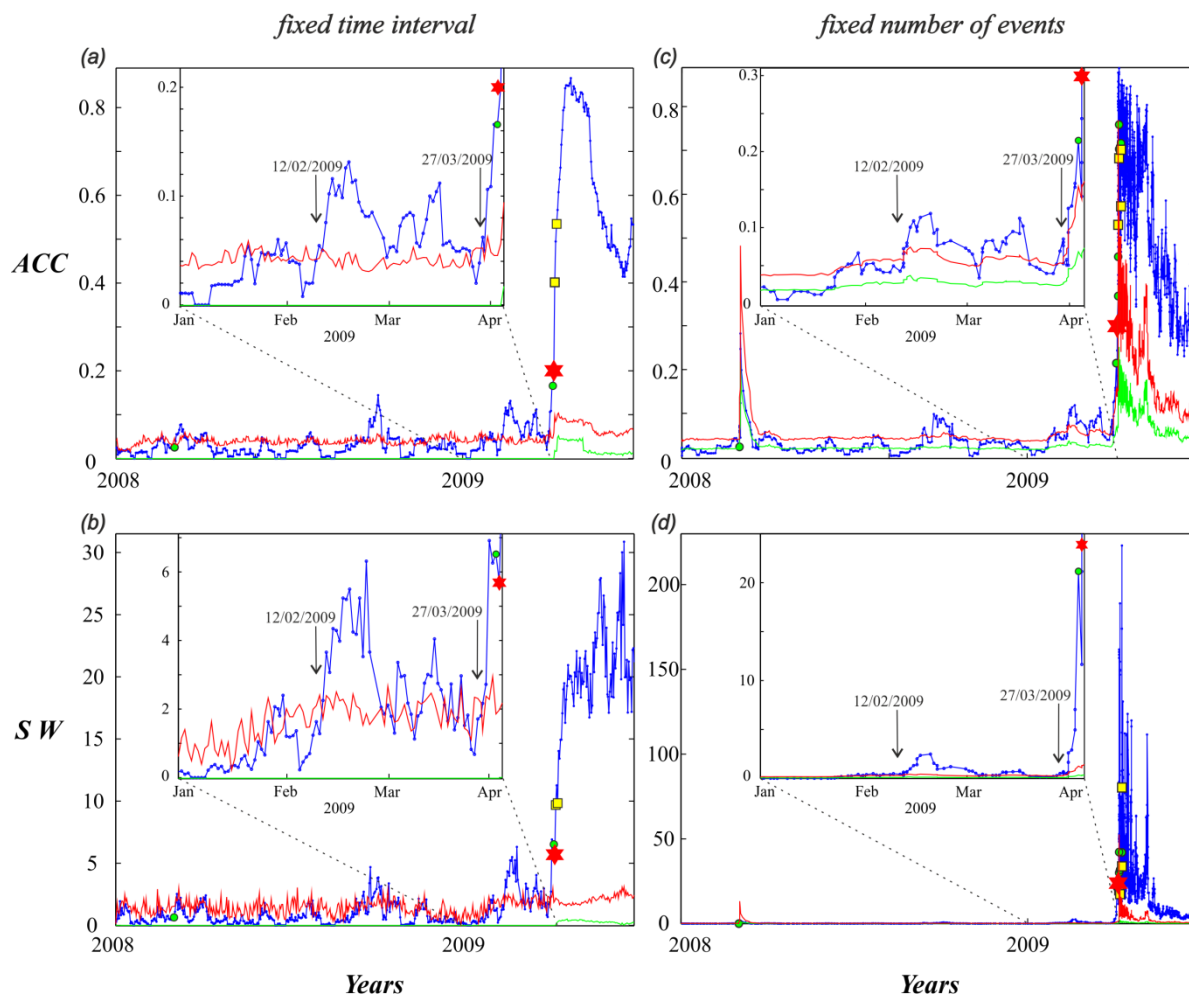 fixed time interval
fixed number of events
(a)
0.8
0.6
0.4
0.2
0
ACC
0.2
0.1
0
12/02/2009
27/03/2009
Jan
Feb
Mar
Apr
2009
2008
2009
(c)
0.8
0.6
0.4
0.2
0
0.3
0.2
0.1
0
12/02/2009
27/03/2009
Jan
Feb
Mar
Apr
2009
2008
2009
(b)
30
25
20
15
10
5
0
S W
6
4
2
0
12/02/2009
27/03/2009
Jan
Feb
Mar
Apr
2009
2008
2009
Years
(d)
200
150
100
50
0
20
10
0
12/02/2009
27/03/2009
Jan
Feb
Mar
Apr
2009
2008
2009
Years